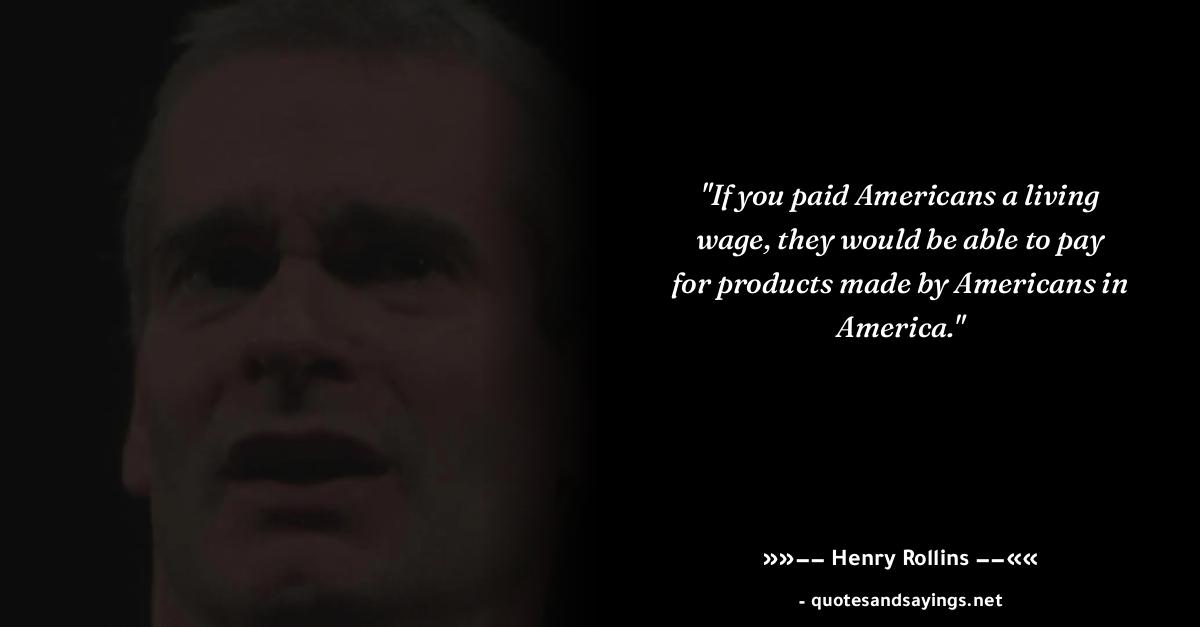 "If you paid Americans a living
wage, they would be able to pay
for products made by Americans in
America."
»»–– Henry Rollins ––««
- quotesandsayings.net